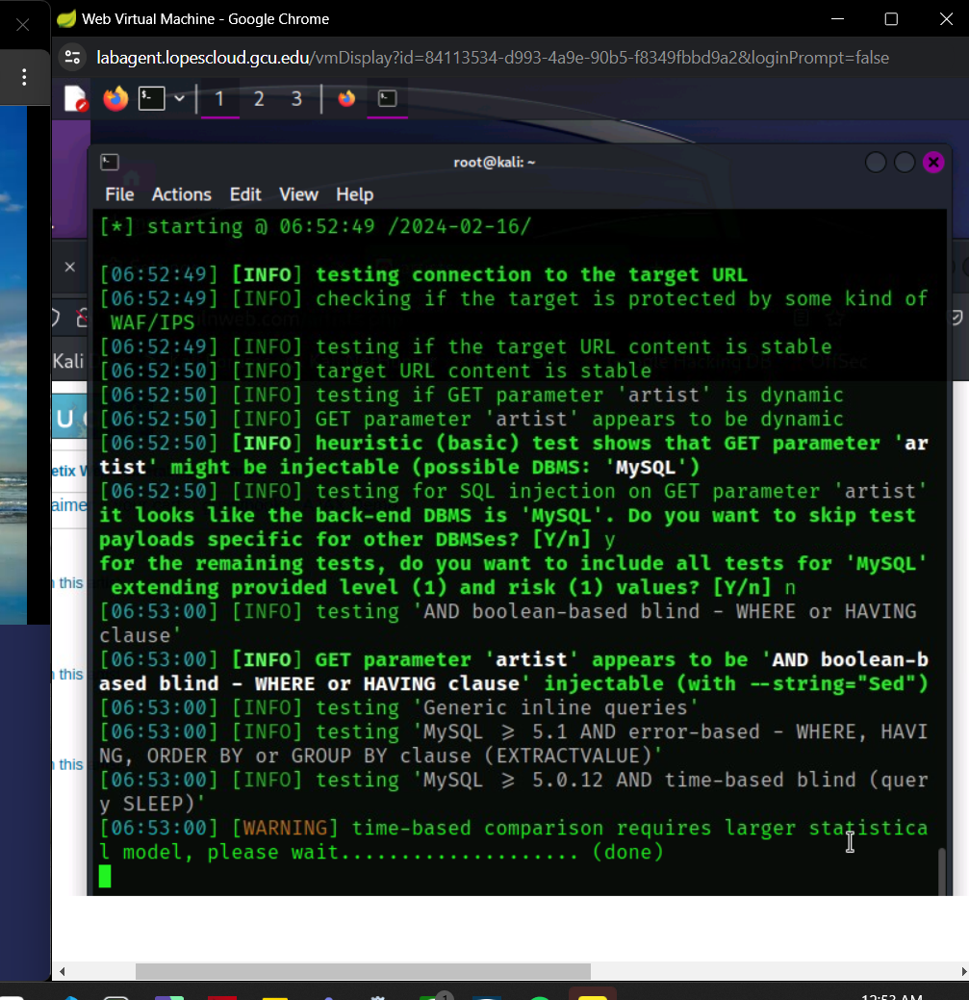 Web Virtual Machine - Google Chrome
labagent.lopescloud.gcu.edu/vmDisplay?id=84113534-d993-4a9e-90b5-f8349fbbd9a2&loginPrompt=false
1 2 3
root@kali: ~
File Actions Edit View Help
[*] starting @ 06:52:49 /2024-02-16/
[06:52:49] [INFO] testing connection to the target URL
[06:52:49] [INFO] checking if the target is protected by some kind of
WAF/IPS
[06:52:49] [INFO] testing if the target URL content is stable
[06:52:50] [INFO] target URL content is stable
[06:52:50] [INFO] testing if GET parameter 'artist' is dynamic
[06:52:50] [INFO] GET parameter 'artist' appears to be dynamic
[06:52:50] [INFO] heuristic (basic) test shows that GET parameter 'ar
tist' might be injectable (possible DBMS: 'MySQL')
[06:52:50] [INFO] testing for SQL injection on GET parameter 'artist'
it looks like the back-end DBMS is 'MySQL'. Do you want to skip test
payloads specific for other DBMSes? [Y/n] y
for the remaining tests, do you want to include all tests for 'MySQL'
extending provided level (1) and risk (1) values? [Y/n] n
[06:53:00] [INFO] testing 'AND boolean-based blind - WHERE or HAVING
clause'
[06:53:00] [INFO] GET parameter 'artist' appears to be 'AND boolean-b
ased blind - WHERE or HAVING clause' injectable (with --string="Sed")
[06:53:00] [INFO] testing 'Generic inline queries'
[06:53:00] [INFO] testing 'MySQL ≥ 5.1 AND error-based - WHERE, HAVI
NG, ORDER BY or GROUP BY clause (EXTRACTVALUE)'
[06:53:00] [INFO] testing 'MySQL ≥ 5.0.12 AND time-based blind (quer
y SLEEP)'
[06:53:00] [WARNING] time-based comparison requires larger statistica
l model, please wait.................... (done)
Kali
this
this
this
12:53 AM